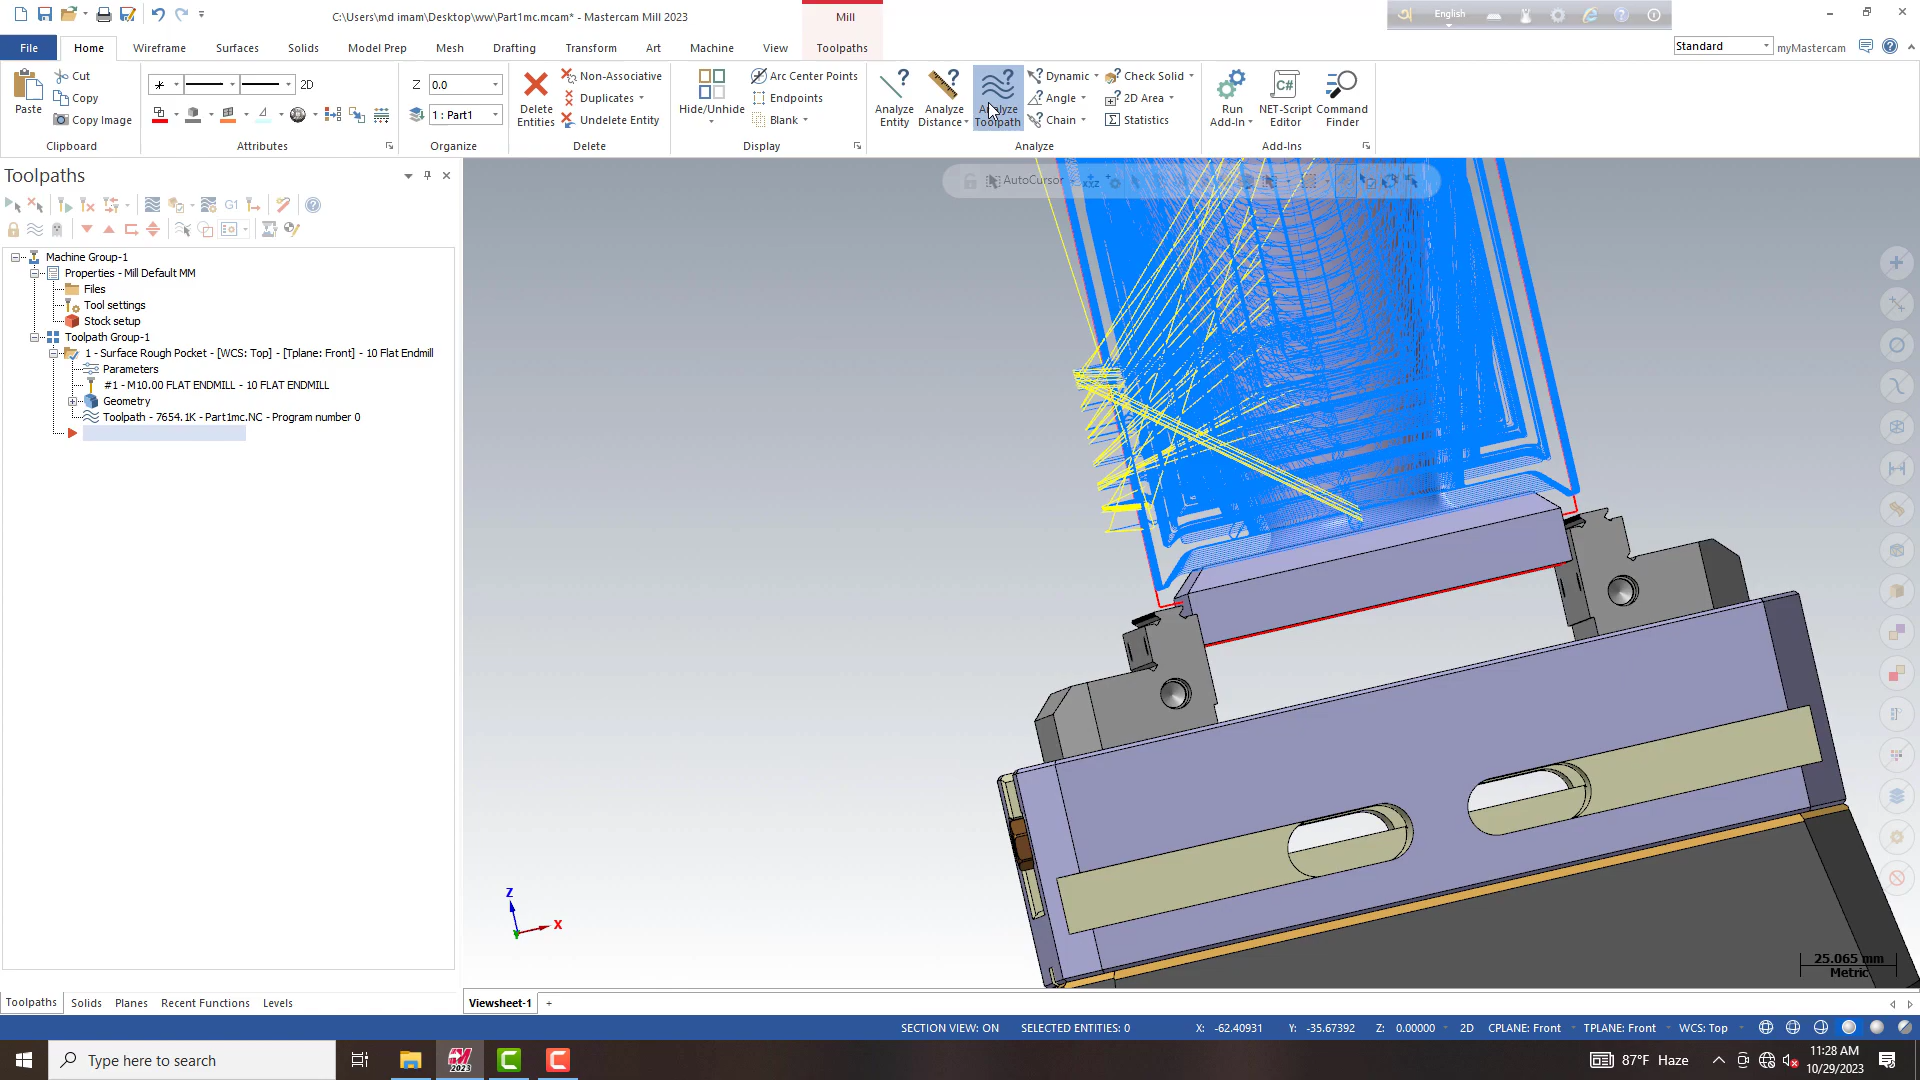 C:\Users\md imam\Desktop\ww\Part1mc.mcam* - Mastercam Mill 2023
Mill
English
File
Home
Wireframe
Surfaces
Solids
Model Prep
Mesh
Drafting
Transform
Art
Machine
View
Toolpaths
Standard
myMastercam
Paste
Cut
Copy
Copy Image
Clipboard
2D
Attributes
Z
0.0
1 : Part1
Organize
Delete
Entities
Non-Associative
Duplicates
Undelete Entity
Delete
Hide/Unhide
Arc Center Points
Endpoints
Blank
Display
Analyze
Entity
Analyze
Distance
Analyze
Toolpath
Dynamic
Angle
Chain
Check Solid
2D Area
Statistics
Analyze
Run
Add-In
NET-Script
Editor
Command
Finder
Add-Ins
Toolpaths
AutoCursor
G1
Machine Group-1
Properties - Mill Default MM
Files
Tool settings
Stock setup
Toolpath Group-1
1 - Surface Rough Pocket - [WCS: Top] - [Tplane: Front] - 10 Flat Endmill
Parameters
#1 - M10.00 FLAT ENDMILL - 10 FLAT ENDMILL
Geometry
Toolpath - 7654.1K - Part1mc.NC - Program number 0
Z
X
25.065 mm
Metric
Toolpaths
Solids
Planes
Recent Functions
Levels
Viewsheet-1
+
SECTION VIEW: ON
SELECTED ENTITIES: 0
X: -62.40931
Y: -35.67392
Z: 0.00000
2D
CPLANE: Front
TPLANE: Front
WCS: Top
Type here to search
2023
87°F Haze
11:28 AM
10/29/2023